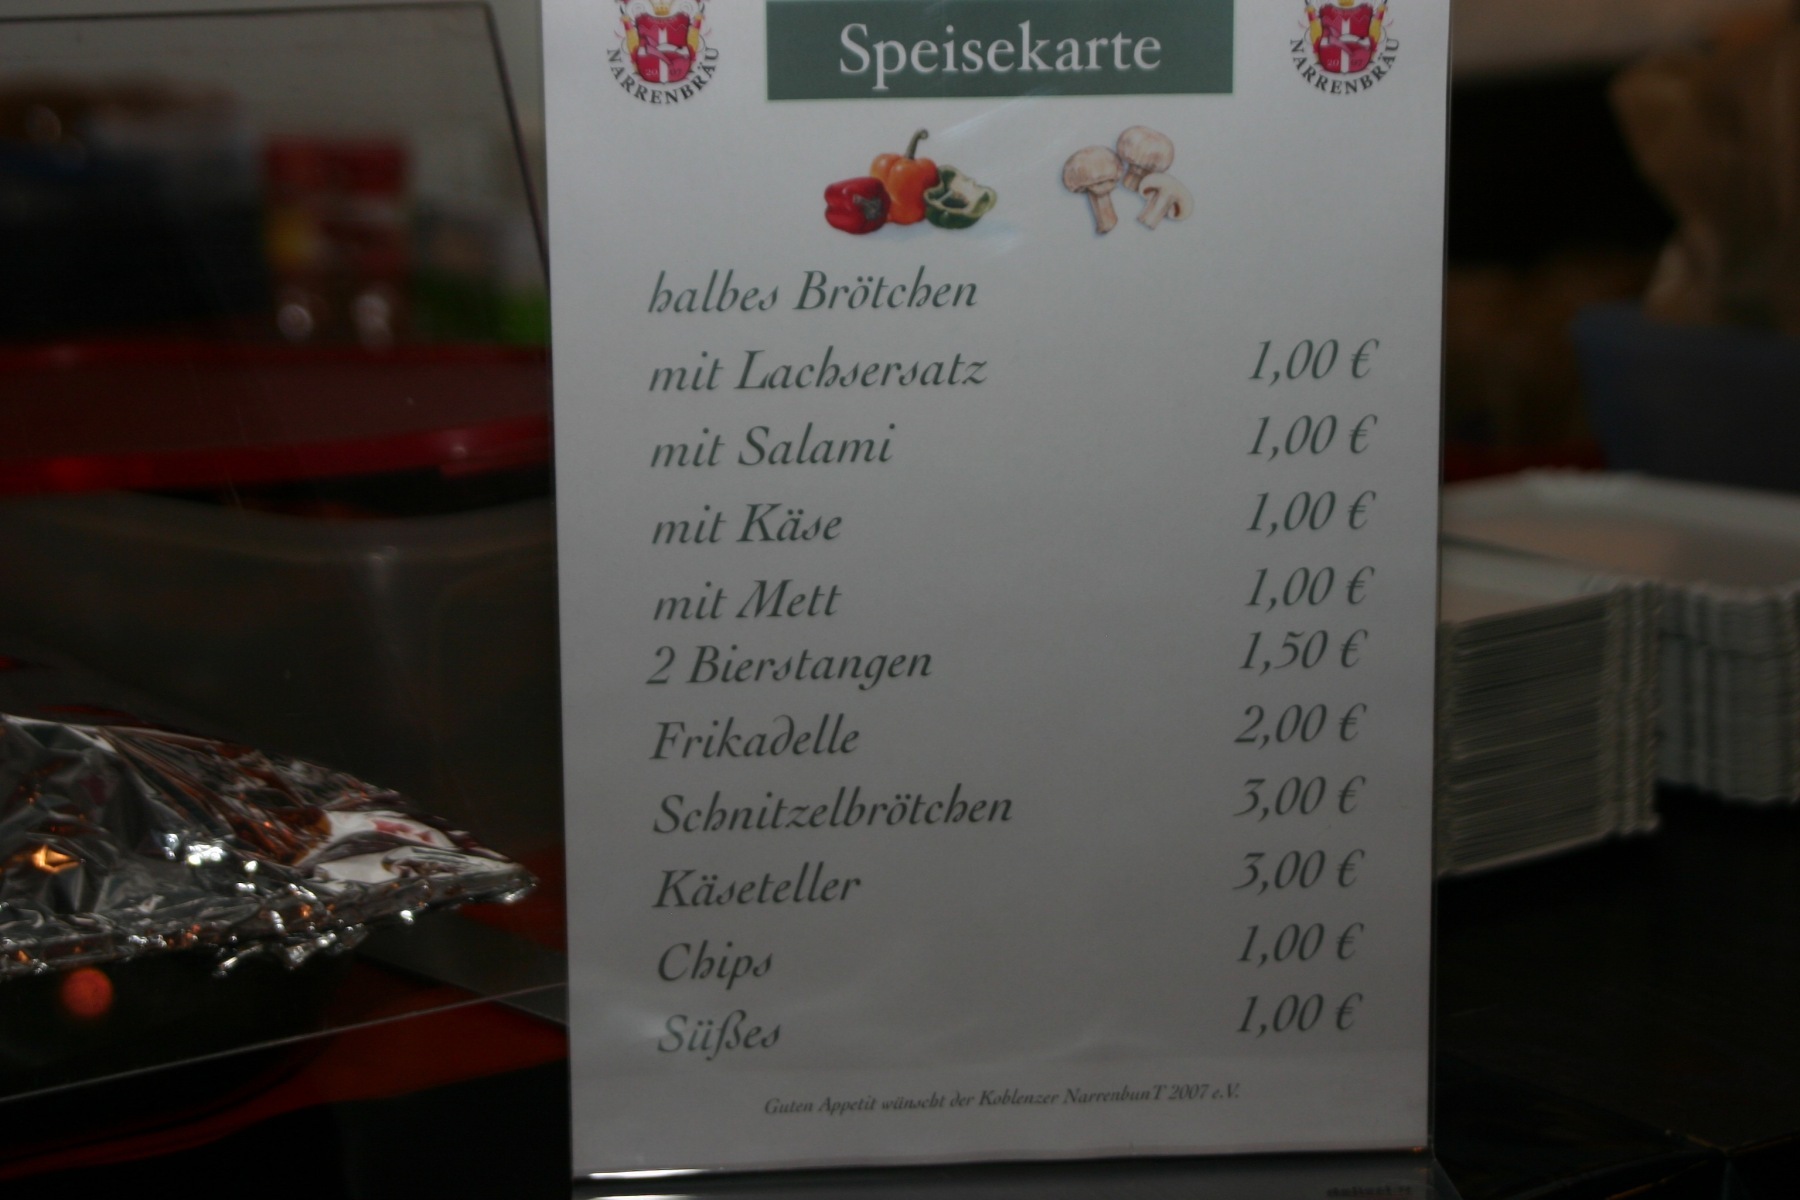 NARRENBRÄU
Speisekarte
NARRENBRÄU
halbes Brötchen
mit Lachsersatz 1,00 €
mit Salami 1,00 €
mit Käse 1,00 €
mit Mett 1,00 €
2 Bierstangen 1,50 €
Frikadelle 2,00 €
Schnitzelbrötchen 3,00 €
Käseteller 3,00 €
Chips 1,00 €
Süßes 1,00 €
Guten Appetit wünscht der Koblenzer NarrenbunT 2007 e.V.